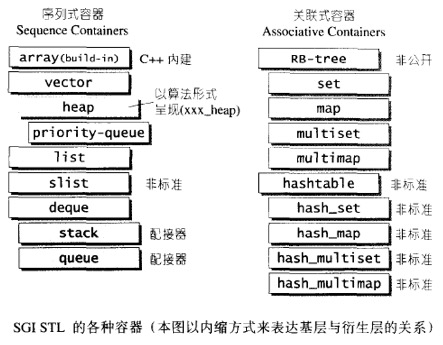 序列式容器
Sequence Containers
array(build-in) C++ 内建
vector
heap 以算法形式
呈现(xxx_heap)
priority-queue
list
slist 非标准
deque
stack 配接器
queue 配接器
关联式容器
Associative Containers
RB-tree 非公开
set
map
multiset
multimap
hashtable 非标准
hash_set 非标准
hash_map 非标准
hash_multiset 非标准
hash_multimap 非标准
SGI STL 的各种容器（本图以内缩方式来表达基层与衍生层的关系）